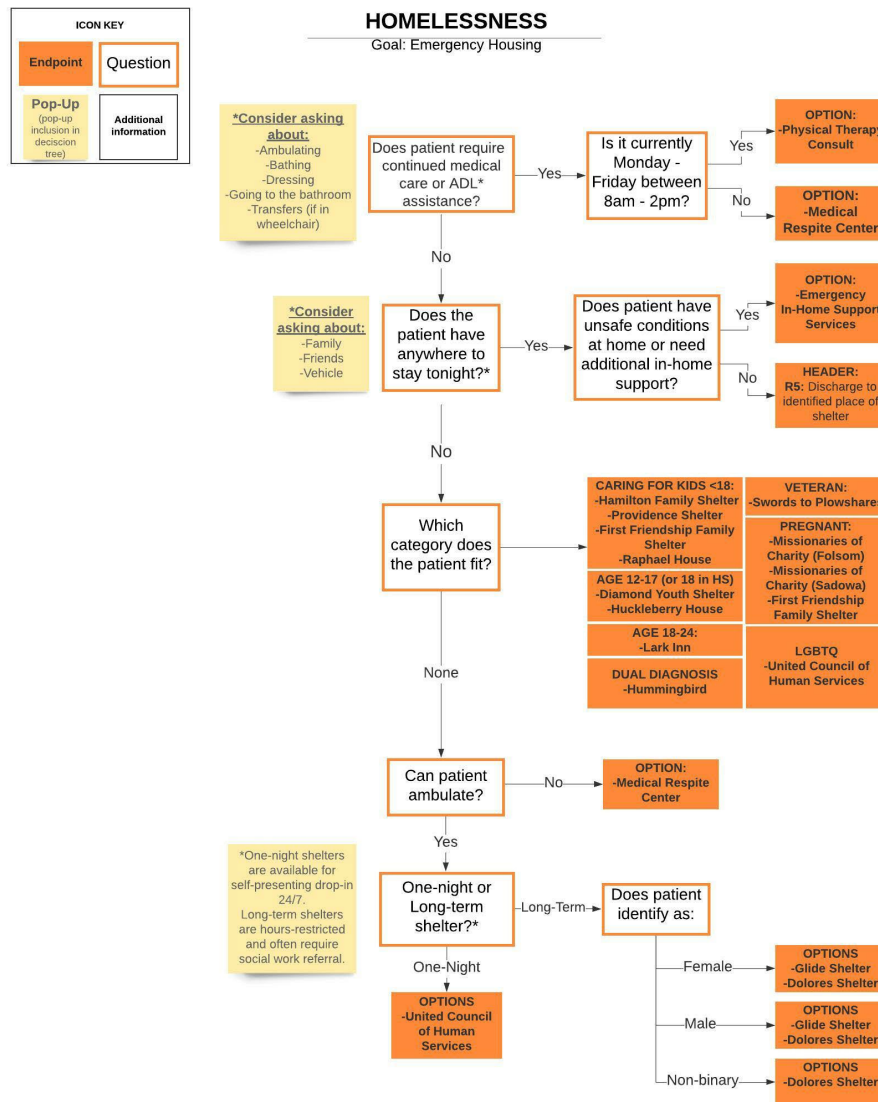 HOMELESSNESS
Goal: Emergency Housing
ICON KEY
Endpoint
Question
Pop-Up
(pop-up
inclusion in
deciscion
tree)
Additional
information
*Consider asking
about:
-Ambulating
-Bathing
-Dressing
-Going to the bathroom
-Transfers (if in
wheelchair)
Does patient require
continued medical
care or ADL*
assistance?
Yes
Is it currently
Monday -
Friday between
8am - 2pm?
Yes
OPTION:
-Physical Therapy
Consult
No
OPTION:
-Medical
Respite Center
No
*Consider
asking about:
-Family
-Friends
-Vehicle
Does the
patient have
anywhere to
stay tonight?*
Yes
Does patient have
unsafe conditions
at home or need
additional in-home
support?
Yes
OPTION:
-Emergency
In-Home Support
Services
No
HEADER:
R5: Discharge to
identified place of
shelter
No
Which
category does
the patient fit?
CARING FOR KIDS <18:
-Hamilton Family Shelter
-Providence Shelter
-First Friendship Family
Shelter
-Raphael House
AGE 12-17 (or 18 in HS)
-Diamond Youth Shelter
-Huckleberry House
AGE 18-24:
-Lark Inn
DUAL DIAGNOSIS
-Hummingbird
VETERAN:
-Swords to Plowshares
PREGNANT:
-Missionaries of
Charity (Folsom)
-Missionaries of
Charity (Sadowa)
-First Friendship
Family Shelter
LGBTQ
-United Council of
Human Services
None
Can patient
ambulate?
No
OPTION:
-Medical Respite
Center
Yes
*One-night shelters
are available for
self-presenting drop-in
24/7.
Long-term shelters
are hours-restricted
and often require
social work referral.
One-night or
Long-term
shelter?*
Long-Term
Does patient
identify as:
One-Night
OPTIONS
-United Council
of Human
Services
Female
OPTIONS
-Glide Shelter
-Dolores Shelter
Male
OPTIONS
-Glide Shelter
-Dolores Shelter
Non-binary
OPTIONS
-Dolores Shelter